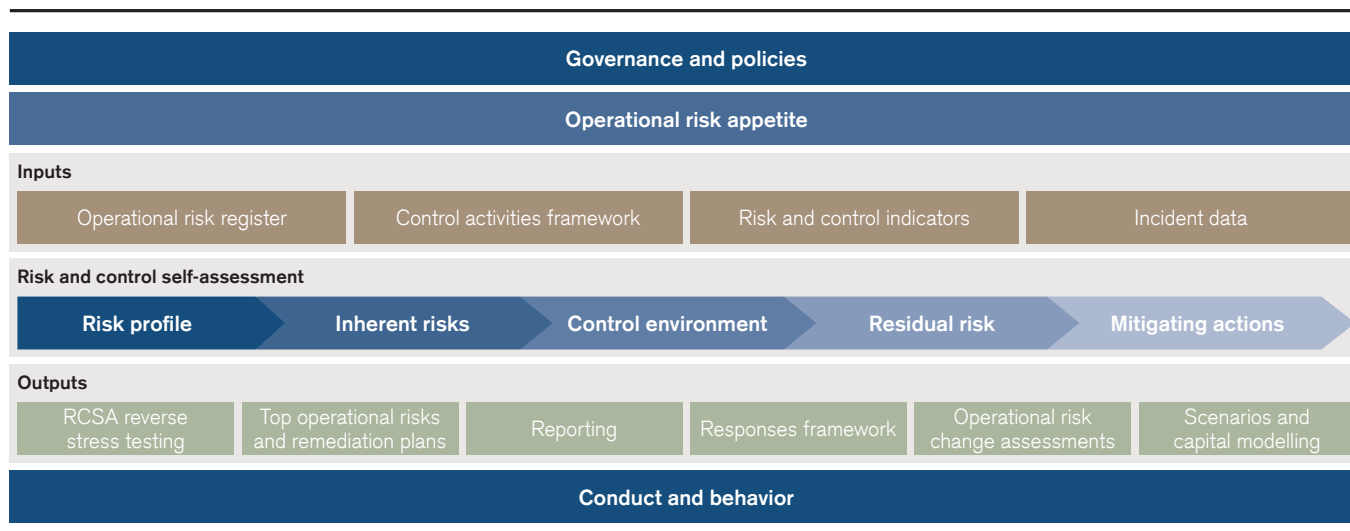 Governance and policies
Operational risk appetite
Inputs
Operational risk register
Control activities framework
Risk and control indicators
Incident data
Risk and control self-assessment
Risk profile
Inherent risks
Control environment
Residual risk
Mitigating actions
Outputs
RCSA reverse
stress testing
Top operational risks
and remediation plans
Reporting
Responses framework
Operational risk
change assessments
Scenarios and
capital modelling
Conduct and behavior